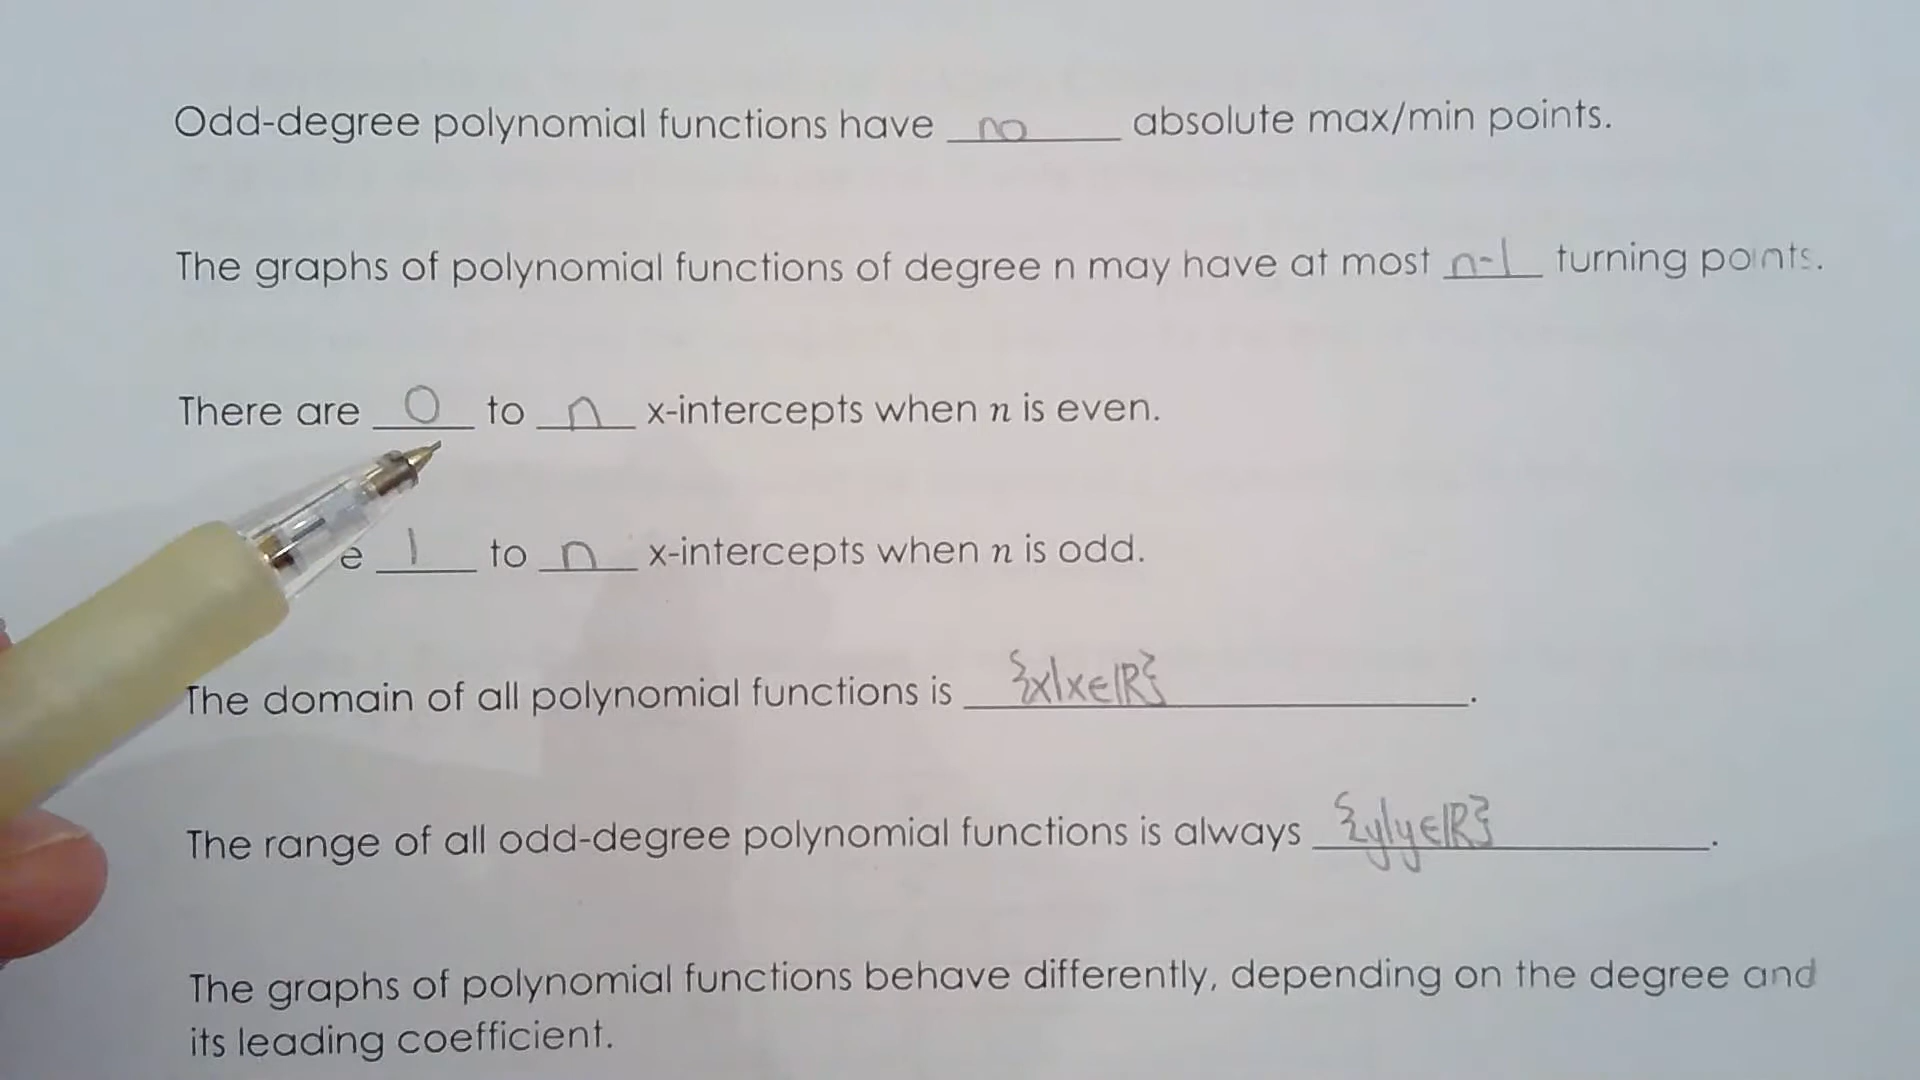 Odd-degree polynomial functions have no absolute max/min points.
The graphs of polynomial functions of degree n may have at most n-1 turning points.
There are 0 to n x-intercepts when n is even.
e 1 to n x-intercepts when n is odd.
The domain of all polynomial functions is {x|x∈ℝ}.
The range of all odd-degree polynomial functions is always {y|y∈ℝ}.
The graphs of polynomial functions behave differently, depending on the degree and
its leading coefficient.